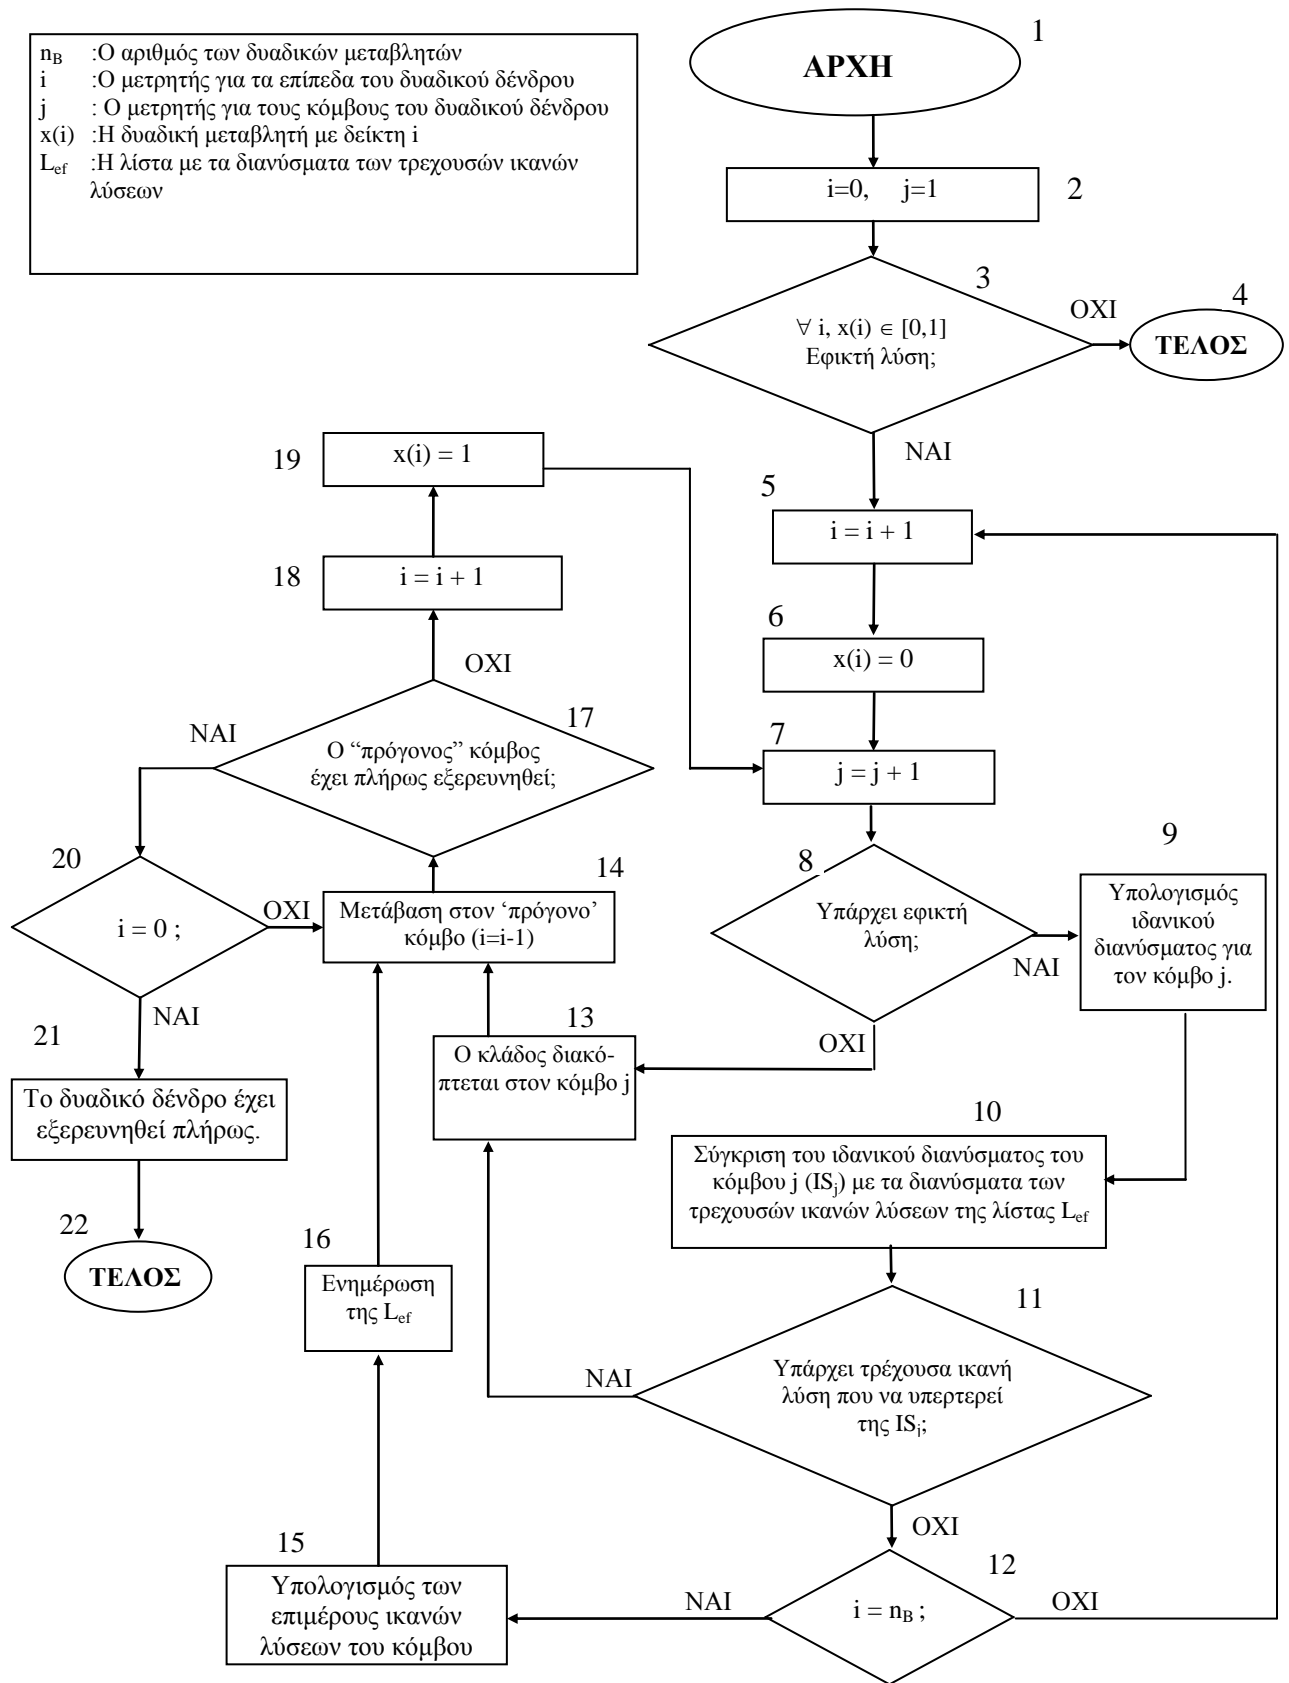 n_B :Ο αριθμός των δυαδικών μεταβλητών
i :Ο μετρητής για τα επίπεδα του δυαδικού δένδρου
j : Ο μετρητής για τους κόμβους του δυαδικού δένδρου
x(i) :Η δυαδική μεταβλητή με δείκτη i
L_ef :Η λίστα με τα διανύσματα των τρεχουσών ικανών
λύσεων
1
ΑΡΧΗ
i=0, j=1
2
3
∀ i, x(i) ∈ [0,1]
Εφικτή λύση;
ΟΧΙ
4
ΤΕΛΟΣ
ΝΑΙ
5
i = i + 1
6
x(i) = 0
7
j = j + 1
8
Υπάρχει εφικτή
λύση;
ΝΑΙ
ΟΧΙ
9
Υπολογισμός
ιδανικού
διανύσματος για
τον κόμβο j.
10
Σύγκριση του ιδανικού διανύσματος του
κόμβου j (IS_j) με τα διανύσματα των
τρεχουσών ικανών λύσεων της λίστας L_ef
11
Υπάρχει τρέχουσα ικανή
λύση που να υπερτερεί
της IS_j;
ΝΑΙ
ΟΧΙ
12
i = n_B ;
ΝΑΙ
ΟΧΙ
13
Ο κλάδος διακό-
πτεται στον κόμβο j
14
Μετάβαση στον ‘πρόγονο’
κόμβο (i=i-1)
15
Υπολογισμός των
επιμέρους ικανών
λύσεων του κόμβου
16
Ενημέρωση
της L_ef
17
Ο “πρόγονος” κόμβος
έχει πλήρως εξερευνηθεί;
ΝΑΙ
ΟΧΙ
18
i = i + 1
19
x(i) = 1
20
i = 0 ;
ΟΧΙ
ΝΑΙ
21
Το δυαδικό δένδρο έχει
εξερευνηθεί πλήρως.
22
ΤΕΛΟΣ